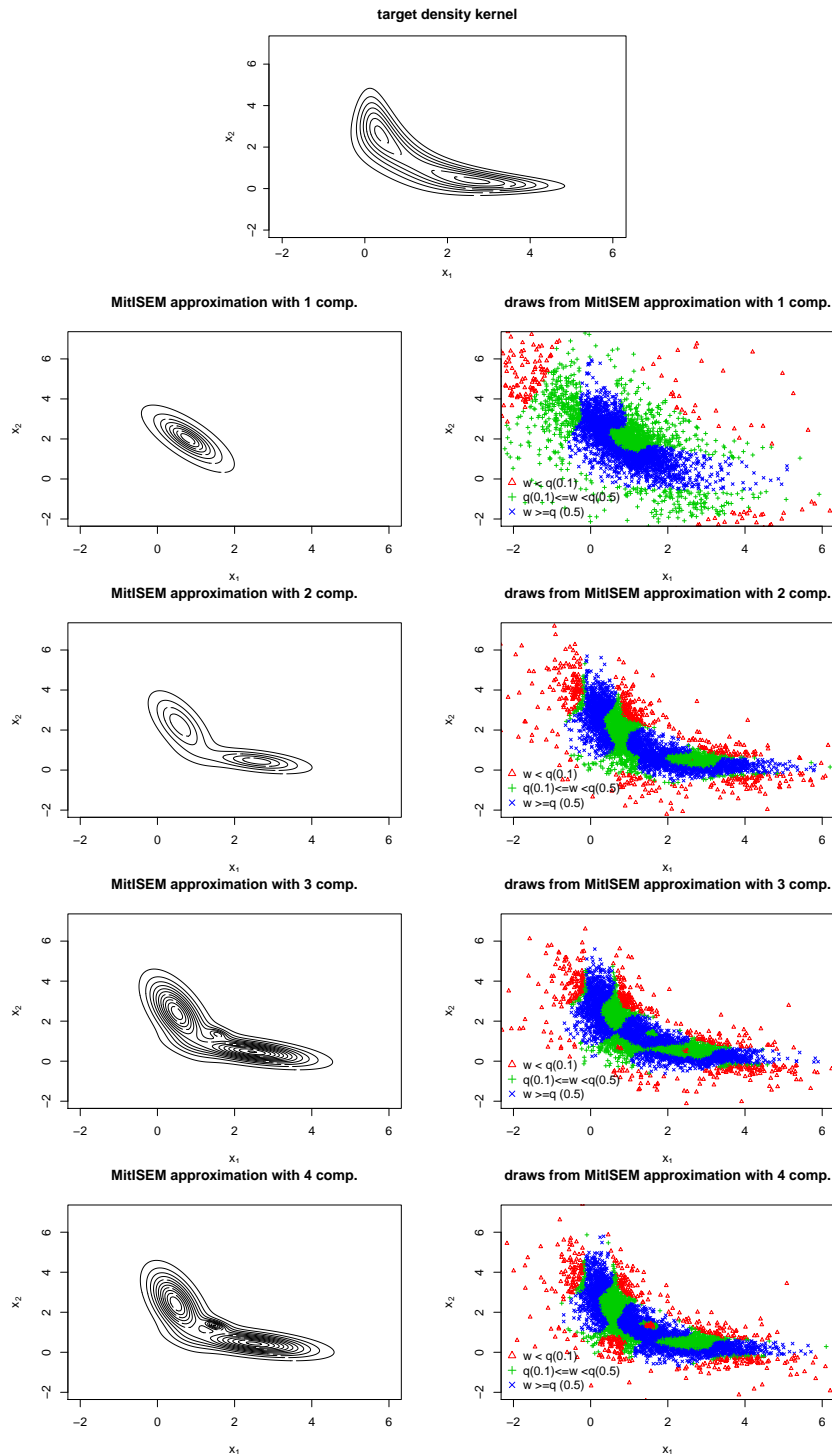 target density kernel
6
4
2
0
−2
x₂
−2 0 2 4 6
x₁
MitISEM approximation with 1 comp.
6
4
2
0
−2
x₂
−2 0 2 4 6
x₁
draws from MitISEM approximation with 1 comp.
6
4
2
0
−2
x₂
w < q(0.1)
q(0.1)<=w <q(0.5)
w >=q (0.5)
−2 0 2 4 6
x₁
MitISEM approximation with 2 comp.
6
4
2
0
−2
x₂
−2 0 2 4 6
x₁
draws from MitISEM approximation with 2 comp.
6
4
2
0
−2
x₂
w < q(0.1)
q(0.1)<=w <q(0.5)
w >=q (0.5)
−2 0 2 4 6
x₁
MitISEM approximation with 3 comp.
6
4
2
0
−2
x₂
−2 0 2 4 6
x₁
draws from MitISEM approximation with 3 comp.
6
4
2
0
−2
x₂
w < q(0.1)
q(0.1)<=w <q(0.5)
w >=q (0.5)
−2 0 2 4 6
x₁
MitISEM approximation with 4 comp.
6
4
2
0
−2
x₂
−2 0 2 4 6
x₁
draws from MitISEM approximation with 4 comp.
6
4
2
0
−2
x₂
w < q(0.1)
q(0.1)<=w <q(0.5)
w >=q (0.5)
−2 0 2 4 6
x₁